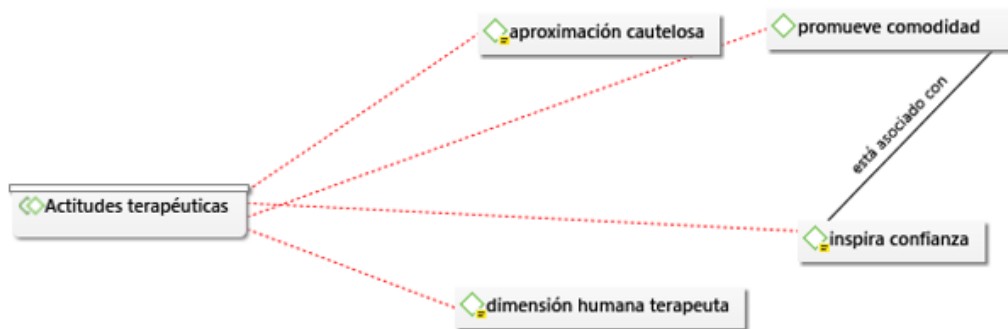 aproximación cautelosa
promueve comodidad
está asociado con
Actitudes terapéuticas
inspira confianza
dimensión humana terapeuta